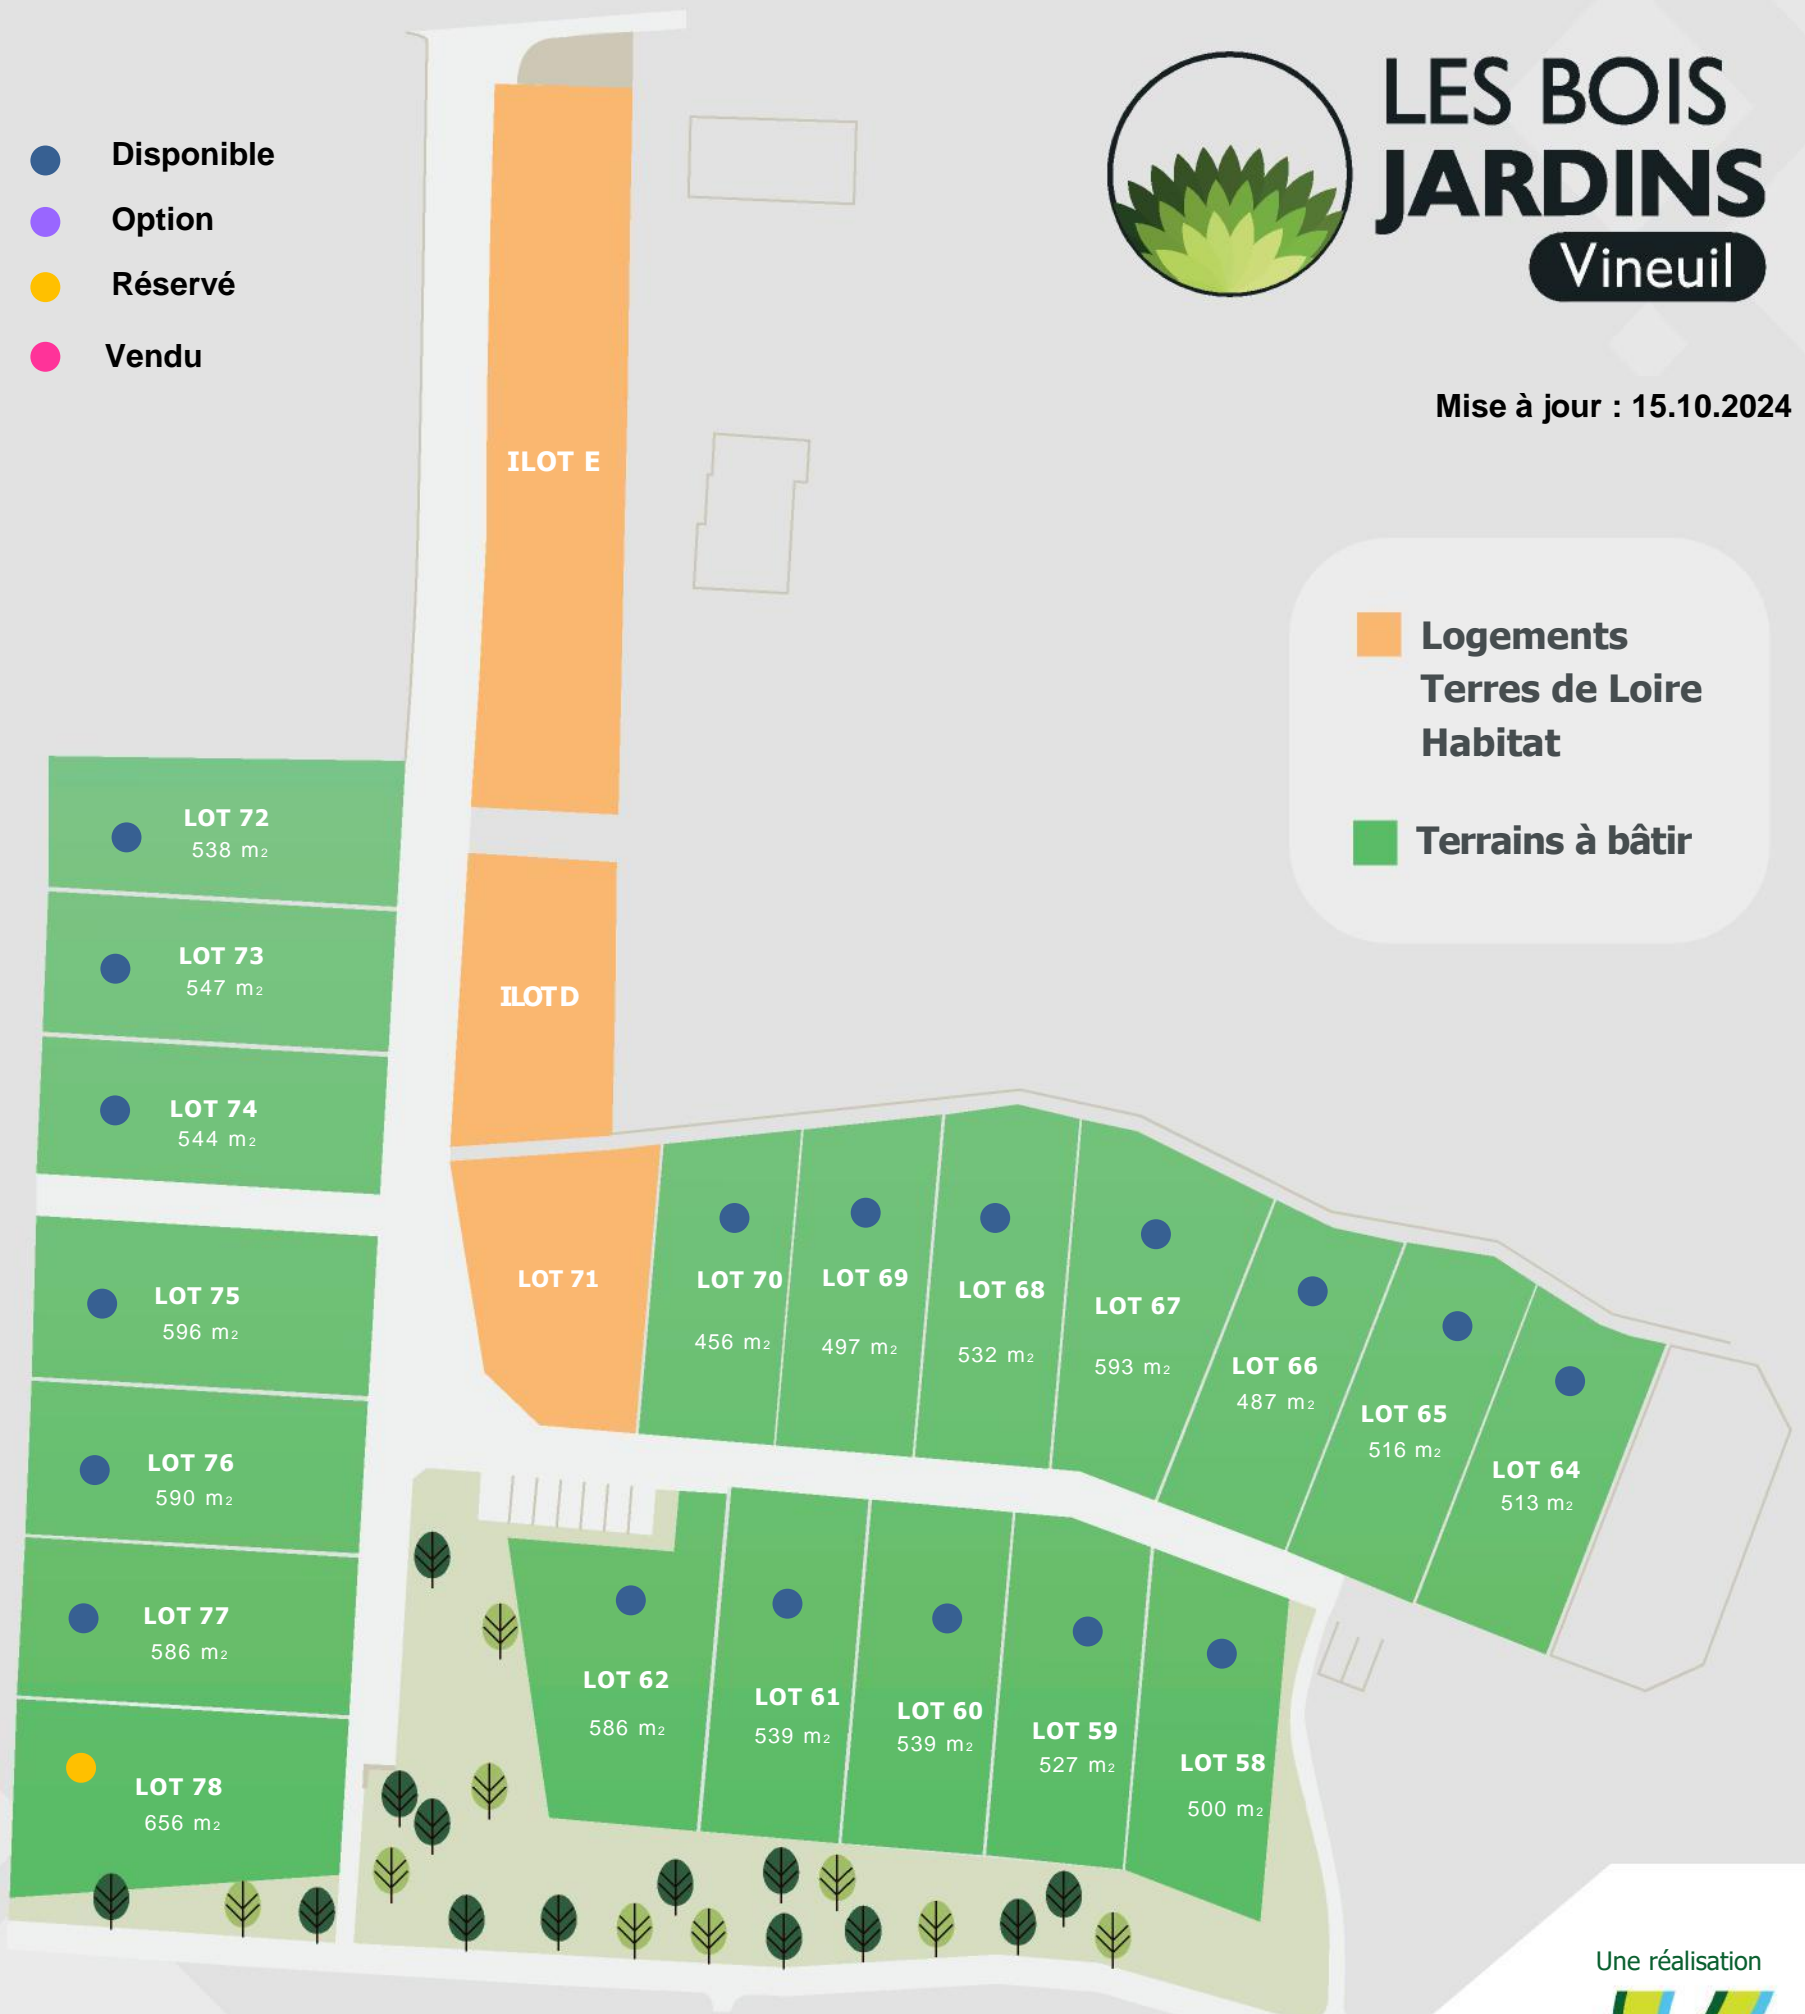 LES BOIS
JARDINS
Vineuil
Disponible
Option
Réservé
Vendu
Mise à jour : 15.10.2024
ILOT E
Logements
Terres de Loire
Habitat
Terrains à bâtir
LOT 72
538 m2
LOT 73
547 m2
ILOT D
LOT 74
544 m2
LOT 75
596 m2
LOT 71
LOT 70
456 m2
LOT 69
497 m2
LOT 68
532 m2
LOT 67
593 m2
LOT 66
487 m2
LOT 65
516 m2
LOT 64
513 m2
LOT 76
590 m2
LOT 77
586 m2
LOT 78
656 m2
LOT 62
586 m2
LOT 61
539 m2
LOT 60
539 m2
LOT 59
527 m2
LOT 58
500 m2
Une réalisation